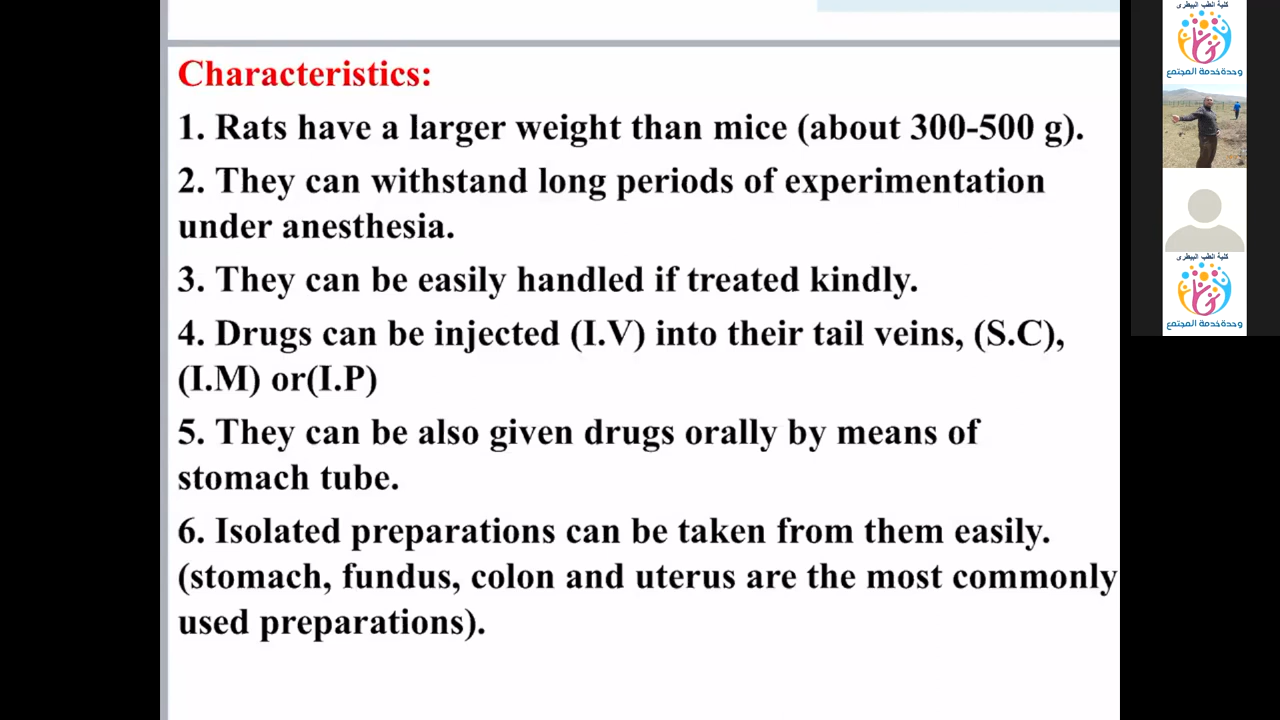 Characteristics:
1. Rats have a larger weight than mice (about 300-500 g).
2. They can withstand long periods of experimentation
under anesthesia.
3. They can be easily handled if treated kindly.
4. Drugs can be injected (I.V) into their tail veins, (S.C),
(I.M) or(I.P)
5. They can be also given drugs orally by means of
stomach tube.
6. Isolated preparations can be taken from them easily.
(stomach, fundus, colon and uterus are the most commonly
used preparations).
كلية الطب البيطرى
وحدة خدمة المجتمع
كلية الطب البيطرى
وحدة خدمة المجتمع